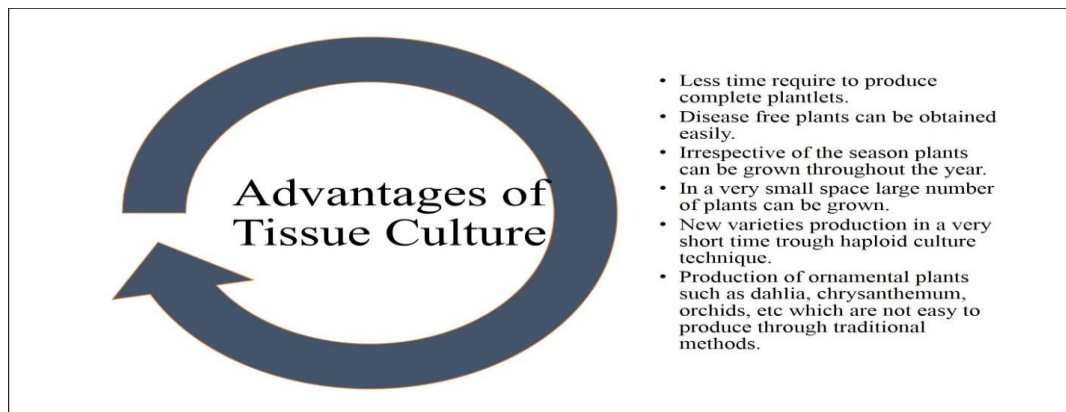 Advantages of
Tissue Culture
• Less time require to produce
complete plantlets.
• Disease free plants can be obtained
easily.
• Irrespective of the season plants
can be grown throughout the year.
• In a very small space large number
of plants can be grown.
• New varieties production in a very
short time trough haploid culture
technique.
• Production of ornamental plants
such as dahlia, chrysanthemum,
orchids, etc which are not easy to
produce through traditional
methods.